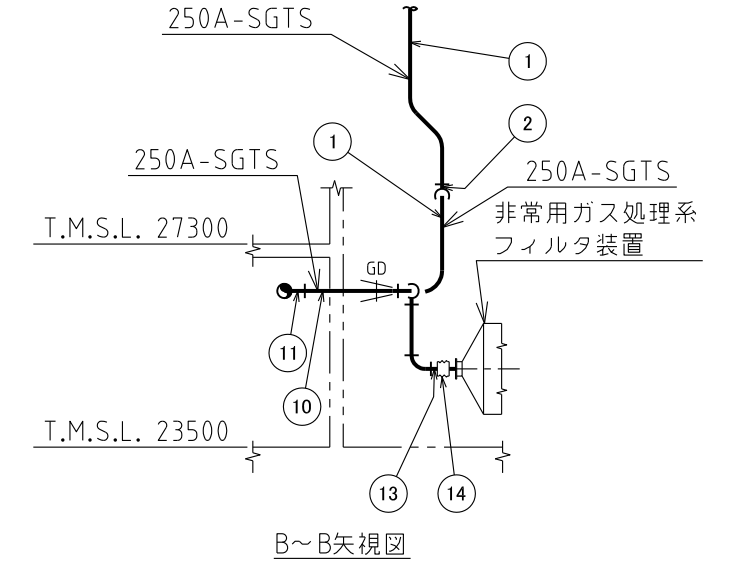 250A-SGTS
1
2
1
250A-SGTS
250A-SGTS
非常用ガス処理系
フィルタ装置
T.M.S.L. 27300
GD
11
10
T.M.S.L. 23500
13
14
B～B矢視図